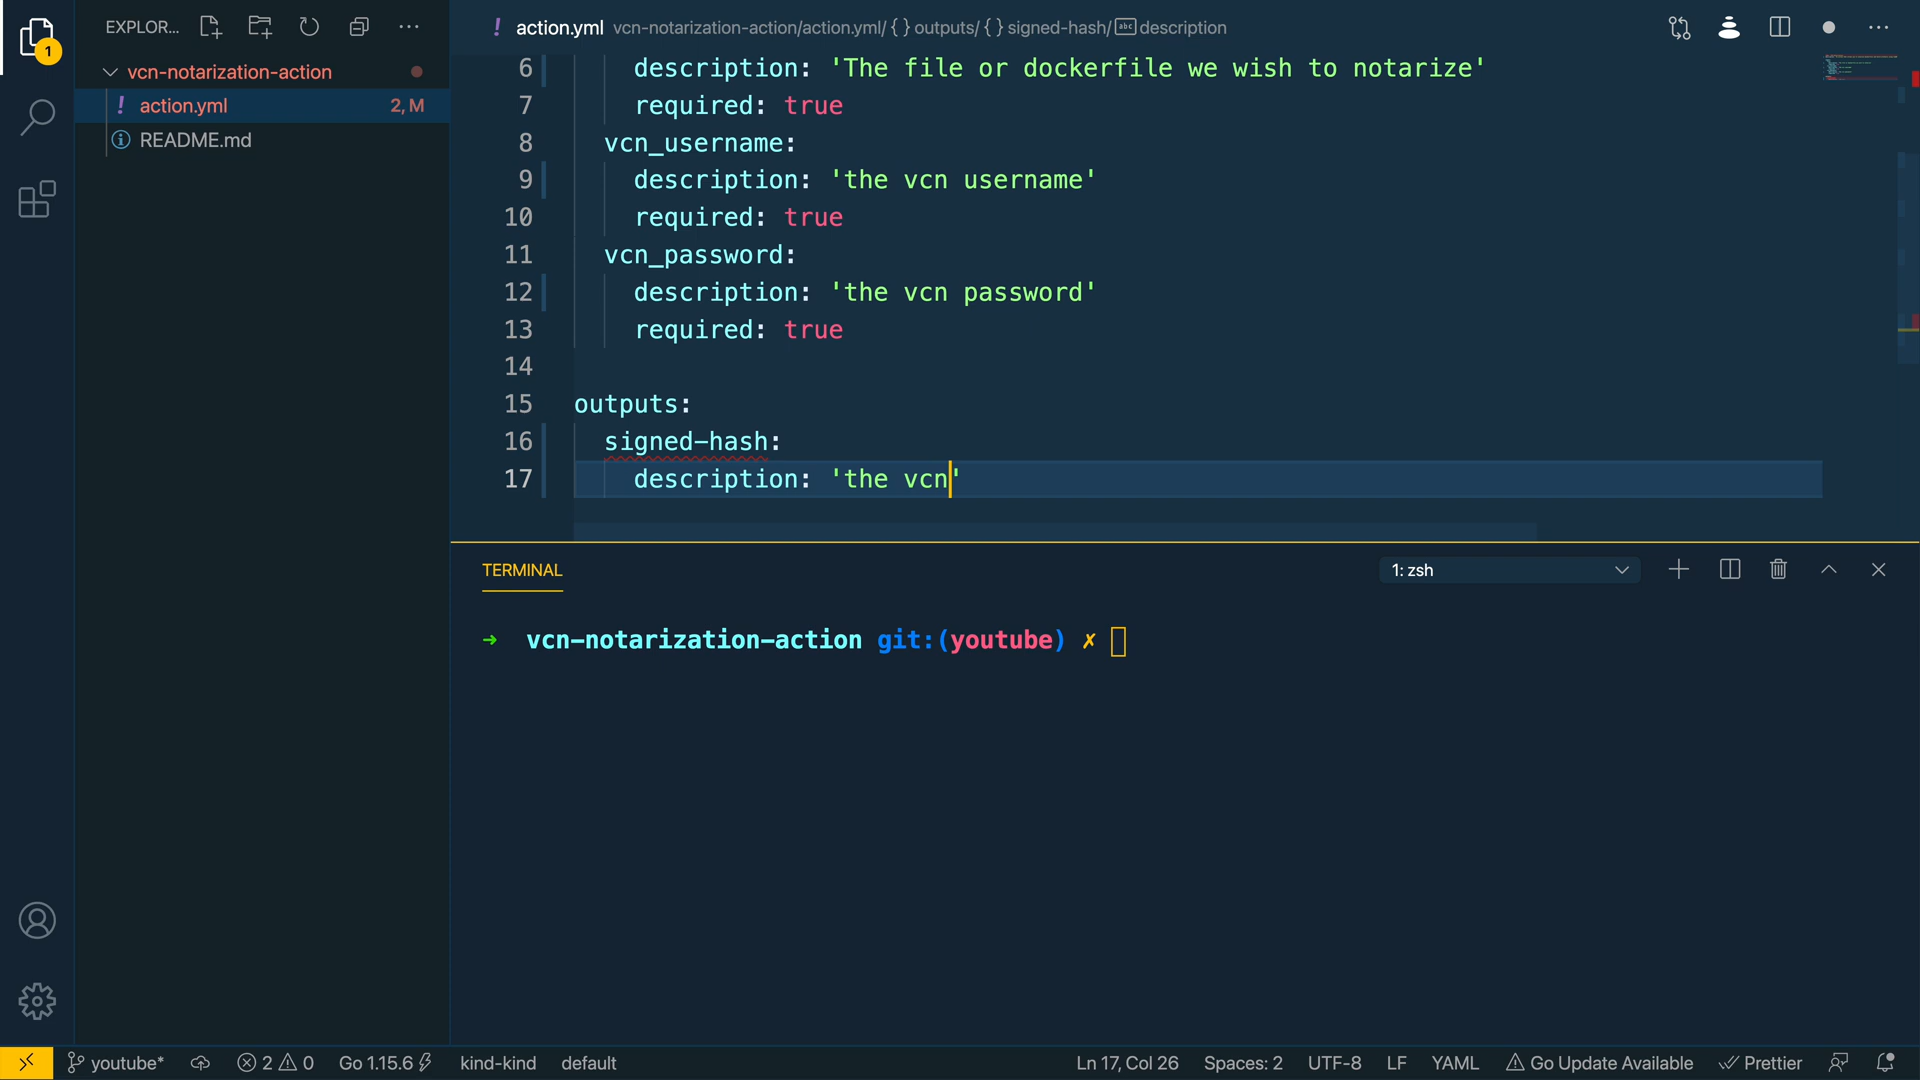 EXPLOR...
1
vcn-notarization-action
! action.yml 2, M
README.md
! action.yml vcn-notarization-action/action.yml/ {} outputs/ {} signed-hash/ abc description
6 description: 'The file or dockerfile we wish to notarize'
7 required: true
8 vcn_username:
9 description: 'the vcn username'
10 required: true
11 vcn_password:
12 description: 'the vcn password'
13 required: true
14
15 outputs:
16 signed-hash:
17 description: 'the vcn'
TERMINAL
1: zsh
➜ vcn-notarization-action git:(youtube) ✗
youtube* 2 0 Go 1.15.6 kind-kind default Ln 17, Col 26 Spaces: 2 UTF-8 LF YAML Go Update Available Prettier